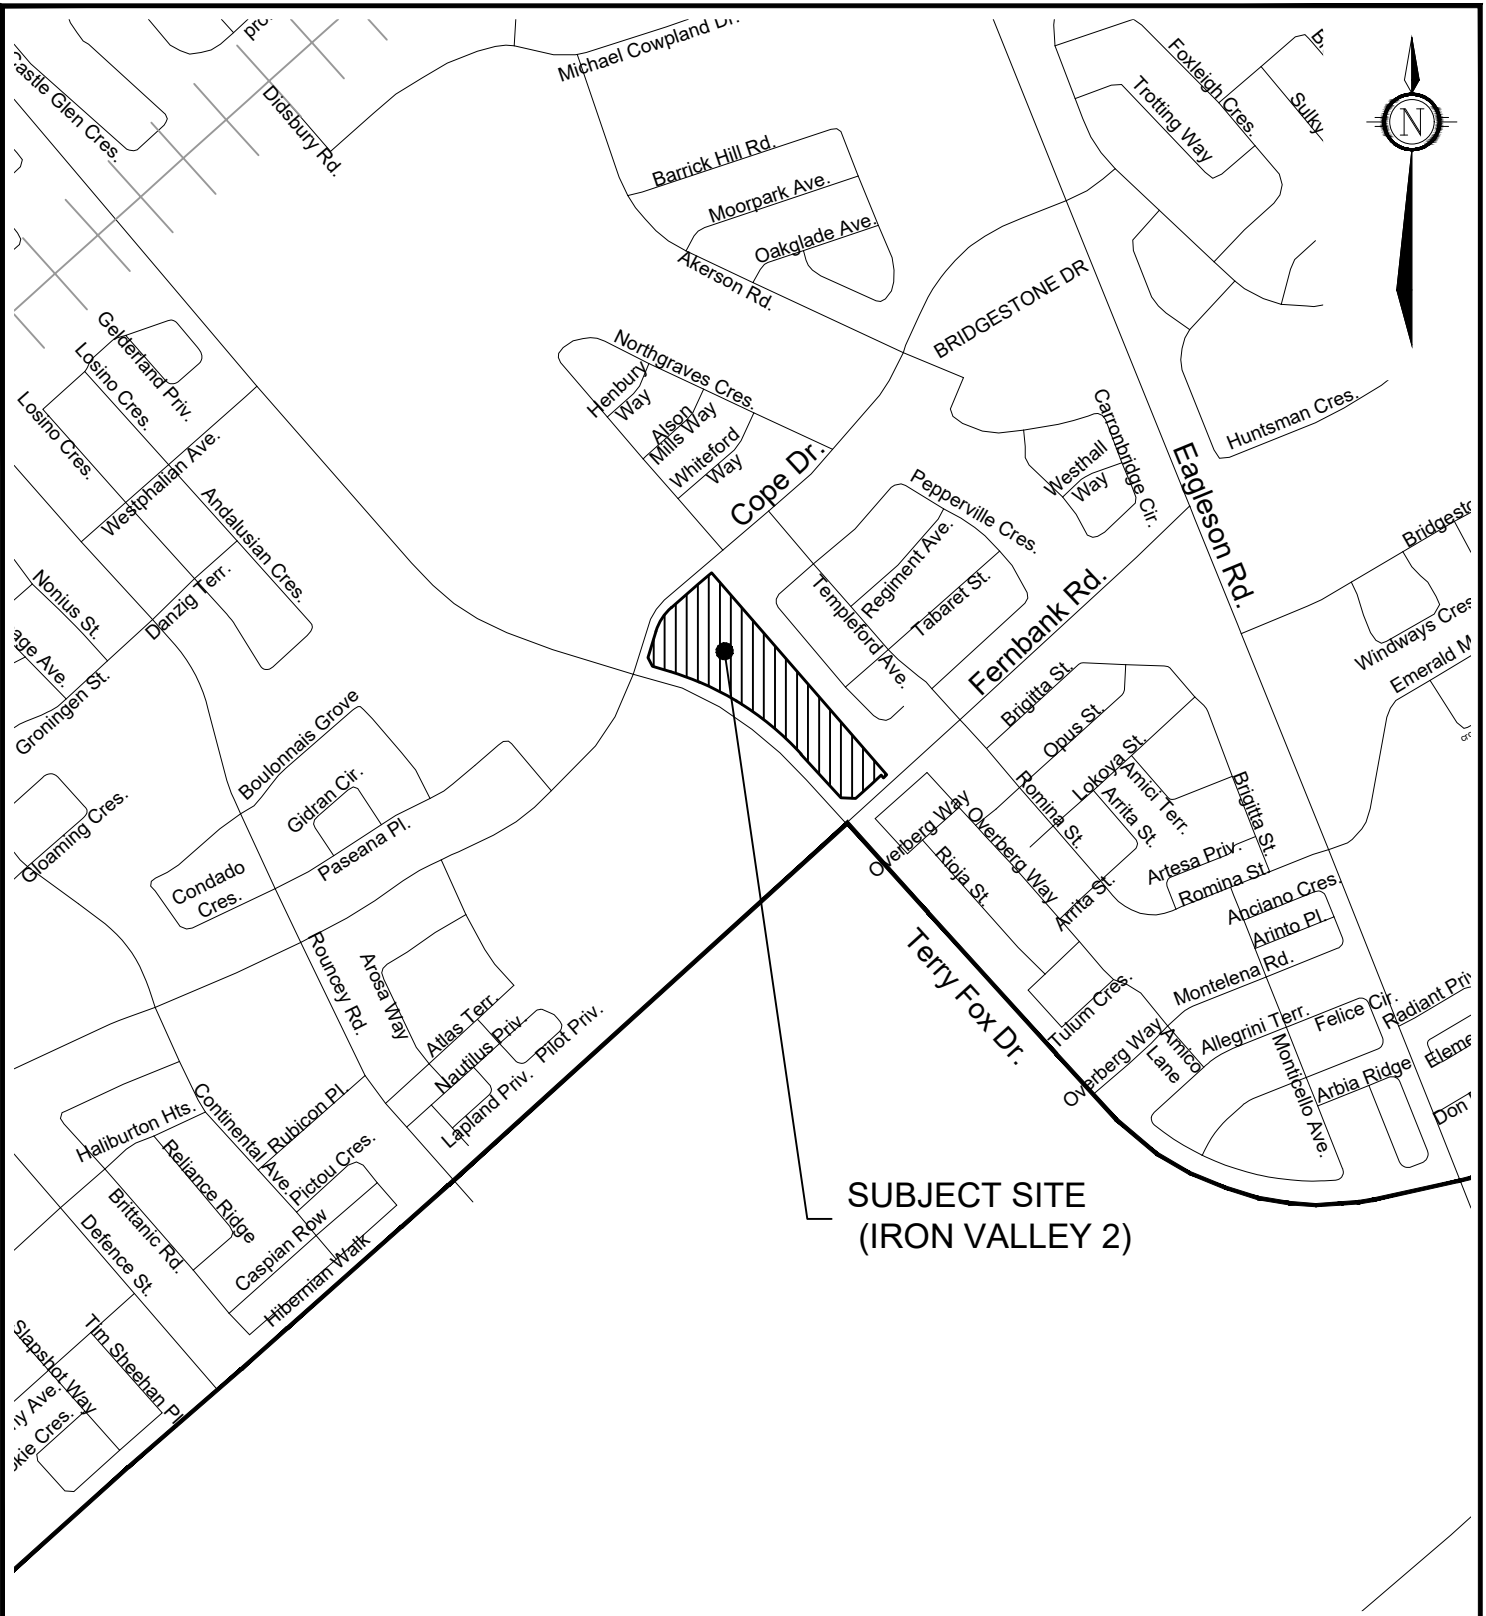 pro
Michael Cowpland Dr.
Castle Glen Cres.
Didsbury Rd.
Foxleigh Cres.
Trotting Way
Sulky
N
Barrick Hill Rd.
Moorpark Ave.
Oakglade Ave.
Akerson Rd.
BRIDGESTONE DR
Gelderland Priv.
Losino Cres.
Losino Cres.
Westphalian Ave.
Andalusian Cres.
Northgraves Cres.
Henbury
Way
Alson
Mills Way
Whiteford
Way
Cope Dr.
Carronbridge Cir.
Westhall
Way
Huntsman Cres.
Eagleson Rd.
Pepperville Cres.
Regiment Ave.
Tabaret St.
Templeford Ave.
Fernbank Rd.
Bridgesto
Windways Cres
Emerald M
Nonius St.
Danzig Terr.
age Ave.
Groningen St.
Boulonnais Grove
Gidran Cir.
Paseana Pl.
Gloaming Cres.
Condado
Cres.
Brigitta St.
Opus St.
Lokoya St.
Amici Terr.
Arrita St.
Romina St.
Brigitta St.
Overberg Way
Overberg Way
Rioja St.
Arrita St.
Artesa Priv.
Romina St.
Anciano Cres.
Arinto Pl.
Montelena Rd.
Rouncey Rd.
Arosa Way
Atlas Terr.
Nautilus Priv.
Pilot Priv.
Lapland Priv.
Terry Fox Dr.
Tulum Cres.
Overberg Way
Amico
Lane
Allegrini Terr.
Felice Cir.
Radiant Priv
Eleme
Monticello Ave.
Arbia Ridge
Don
Haliburton Hts.
Continental Ave.
Rubicon Pl.
Reliance Ridge
Pictou Cres.
Brittanic Rd.
Defence St.
Caspian Row
Hibernian Walk
SUBJECT SITE
(IRON VALLEY 2)
Slapshot Way
Tim Sheehan Pl
y Ave.
kie Cres.